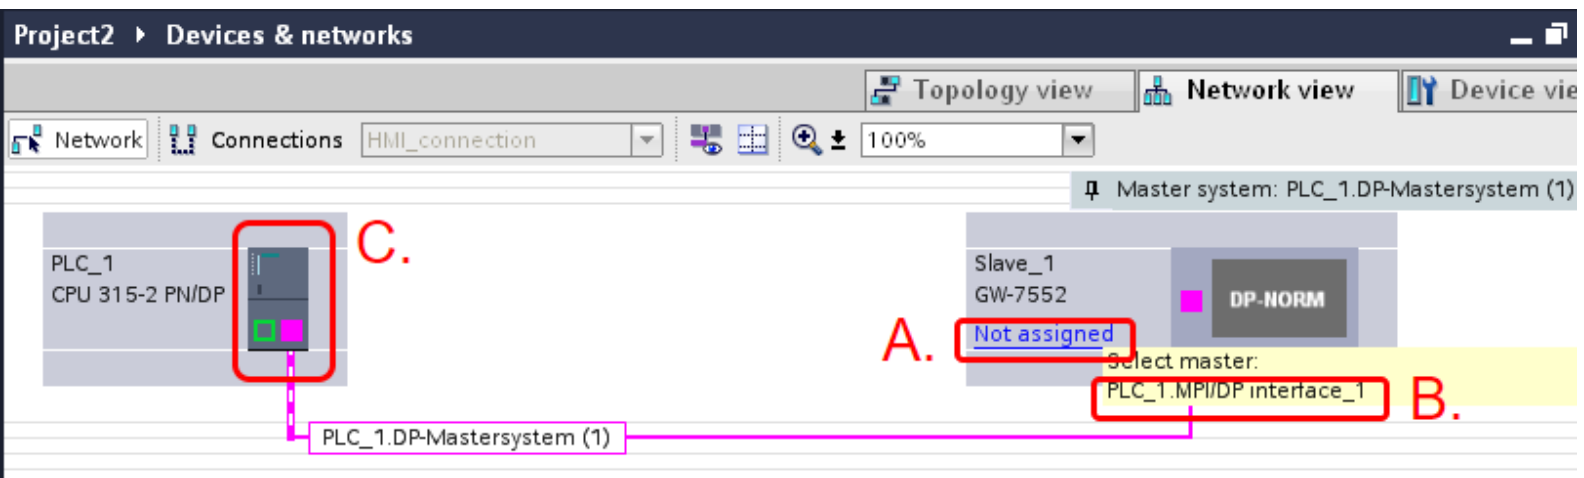 Project2 ▸ Devices & networks
Topology view Network view Device vie
Network Connections HMI_connection 100%
Master system: PLC_1.DP-Mastersystem (1)
C.
PLC_1
CPU 315-2 PN/DP
Slave_1
GW-7552
DP-NORM
A.
Not assigned
Select master:
PLC_1.MPI/DP interface_1
B.
PLC_1.DP-Mastersystem (1)